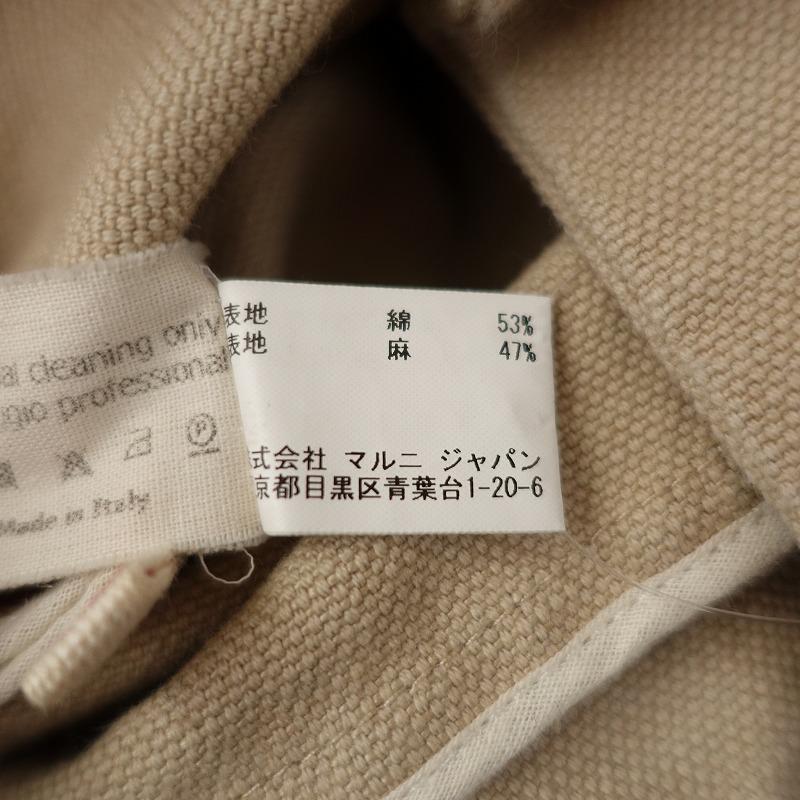 al cleaning only
gio professional
P
Made in Italy
表地 綿 53%
表地 麻 47%
式会社 マルニ ジャパン
京都目黒区青葉台1-20-6